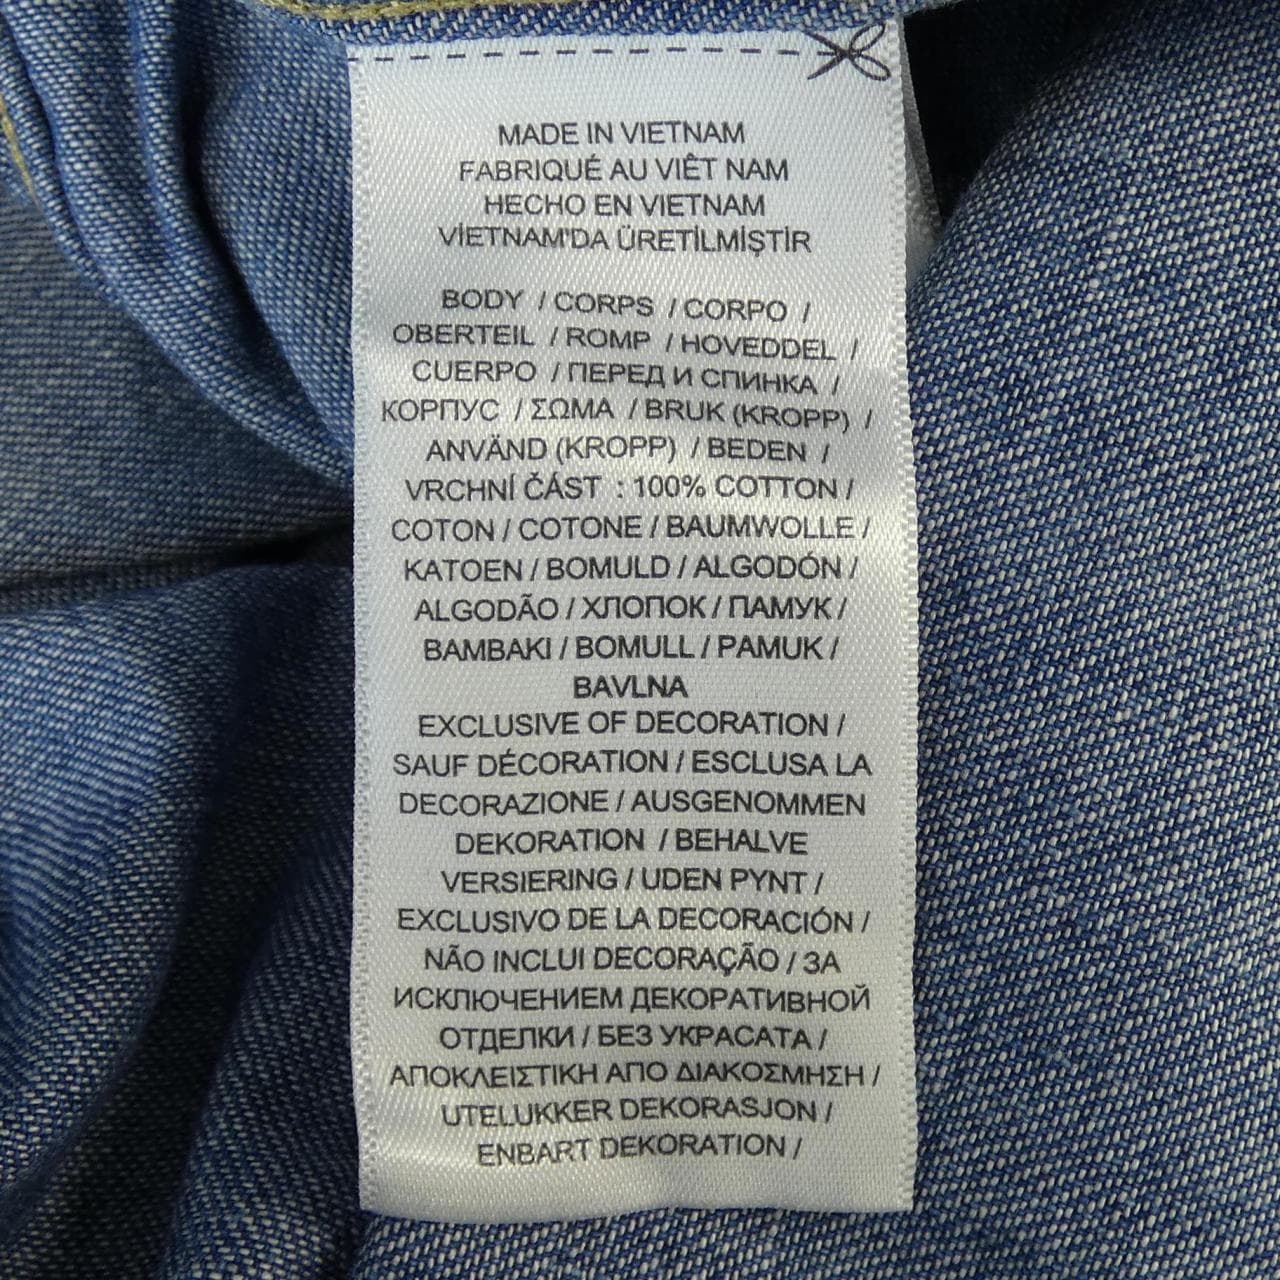 MADE IN VIETNAM
FABRIQUÉ AU VIÊT NAM
HECHO EN VIETNAM
VİETNAM'DA ÜRETİLMİŞTİR
BODY / CORPS / CORPO /
OBERTEIL / ROMP / HOVEDDEL /
CUERPO / ПЕРЕД И СПИНКА /
КОРПУС / ΣΩΜΑ / BRUK (KROPP) /
ANVÄND (KROPP) / BEDEN /
VRCHNÍ ČÁST : 100% COTTON /
COTON / COTONE / BAUMWOLLE /
KATOEN / BOMULD / ALGODÓN /
ALGODÃO / ХЛОПОК / ПАМУК /
ΒΑΜΒΑΚΙ / BOMULL / PAMUK /
BAVLNA
EXCLUSIVE OF DECORATION /
SAUF DÉCORATION / ESCLUSA LA
DECORAZIONE / AUSGENOMMEN
DEKORATION / BEHALVE
VERSIERING / UDEN PYNT /
EXCLUSIVO DE LA DECORACIÓN /
NÃO INCLUI DECORAÇÃO / ЗА
ИСКЛЮЧЕНИЕМ ДЕКОРАТИВНОЙ
ОТДЕЛКИ / БЕЗ УКРАСАТА /
ΑΠΟΚΛΕΙΣΤΙΚΗ ΑΠΟ ΔΙΑΚΟΣΜΗΣΗ /
UTELUKKER DEKORASJON /
ENBART DEKORATION /